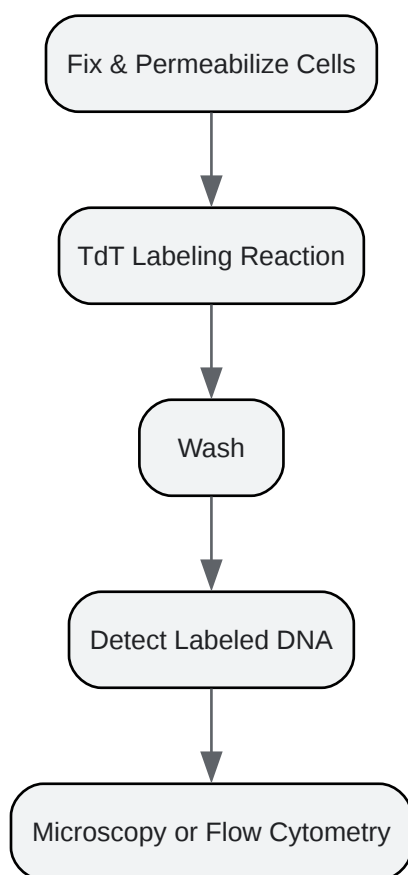 Fix & Permeabilize Cells
TdT Labeling Reaction
Wash
Detect Labeled DNA
Microscopy or Flow Cytometry